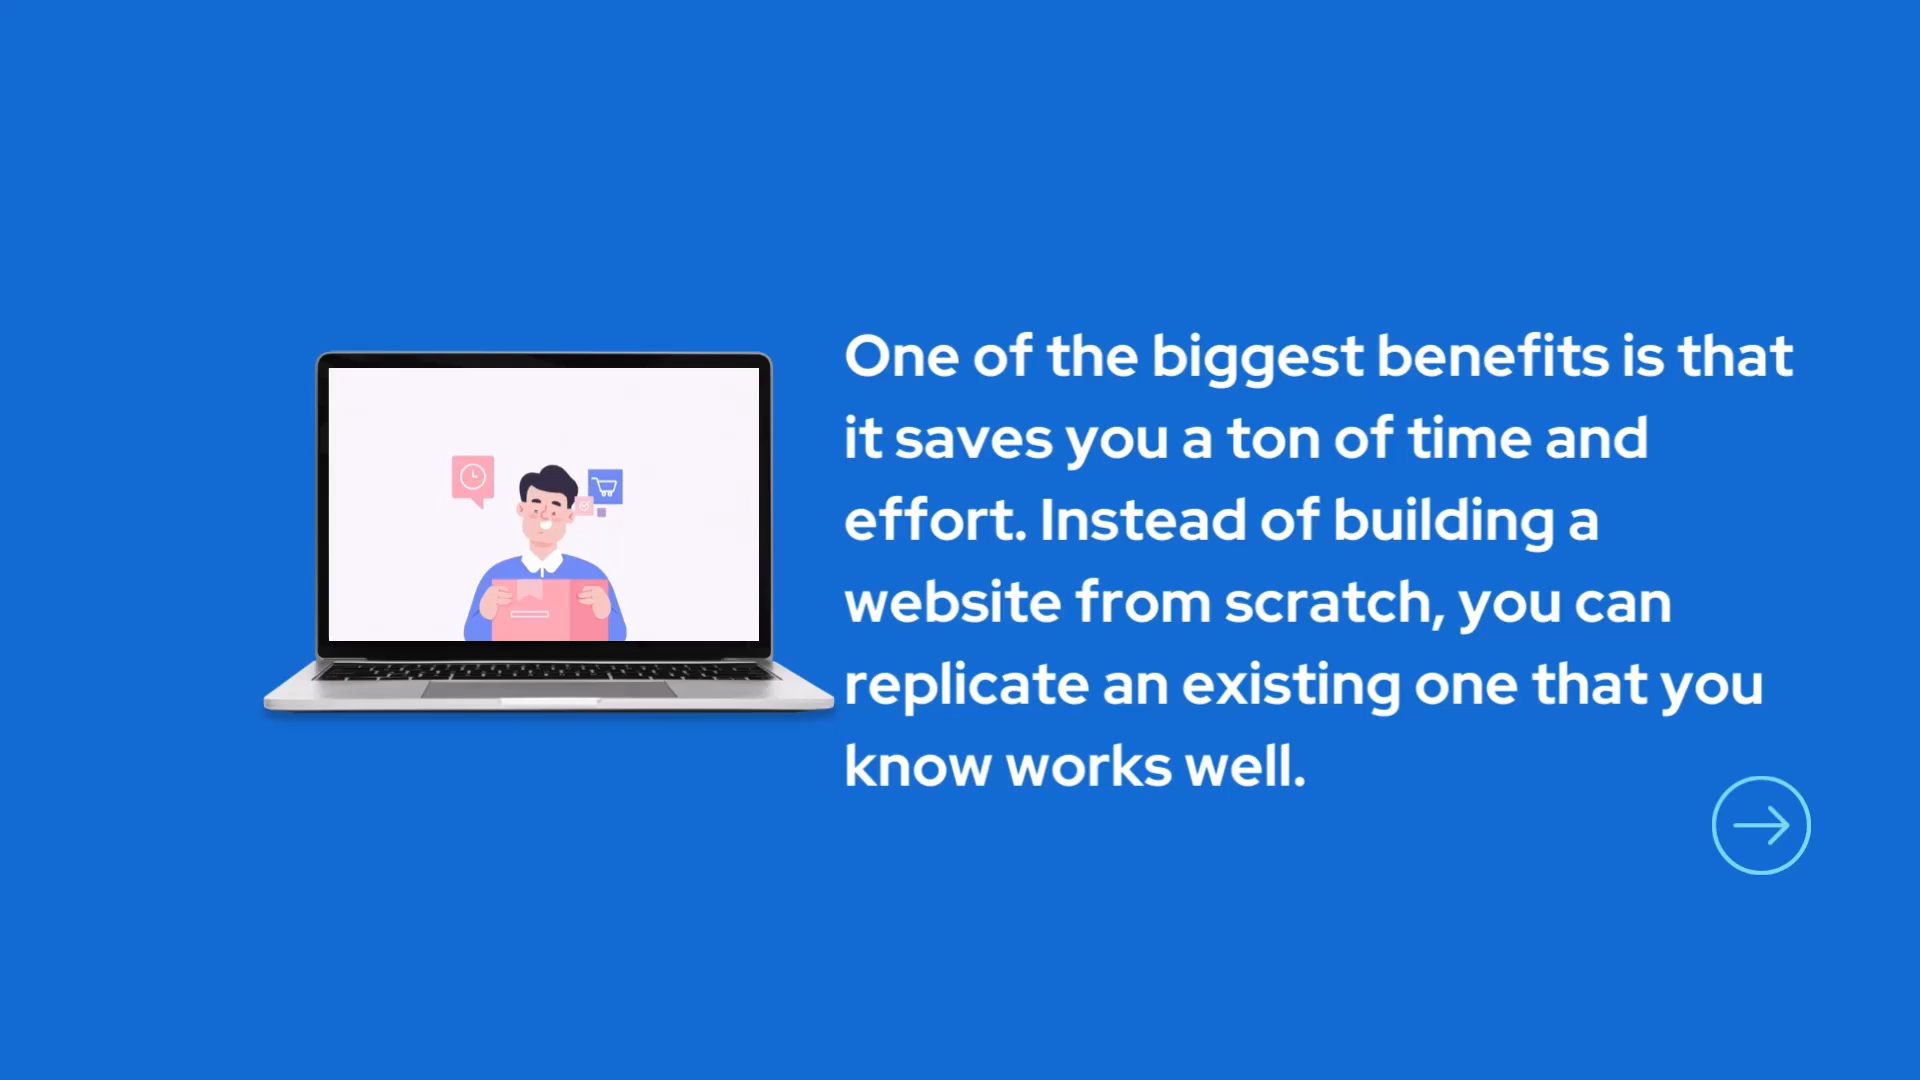 One of the biggest benefits is that
it saves you a ton of time and
effort. Instead of building a
website from scratch, you can
replicate an existing one that you
know works well.